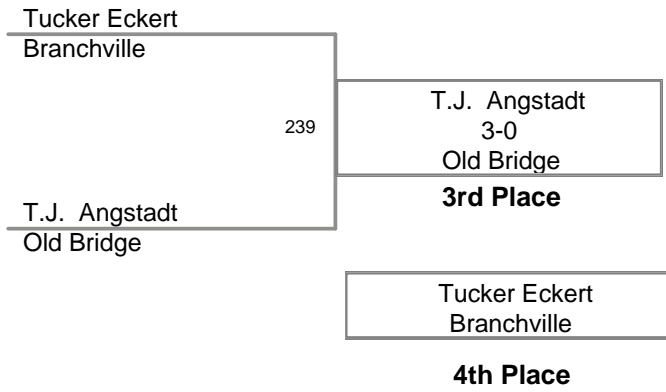 Tucker Eckert
Branchville
239
T.J. Angstadt
3-0
Old Bridge
3rd Place
T.J. Angstadt
Old Bridge
Tucker Eckert
Branchville
4th Place